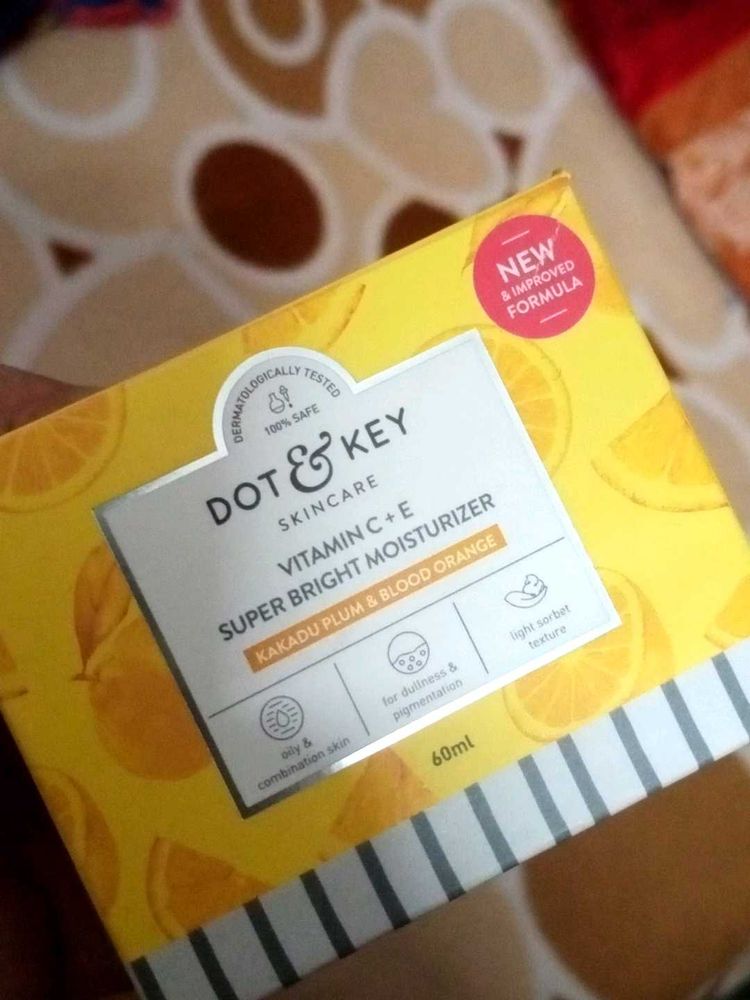 NEW
& IMPROVED
FORMULA
DERMATOLOGICALLY TESTED
100% SAFE
DOT & KEY
SKINCARE
VITAMIN C + E
SUPER BRIGHT MOISTURIZER
KAKADU PLUM & BLOOD ORANGE
oily &
combination skin
for dullness &
pigmentation
light sorbet
texture
60ml